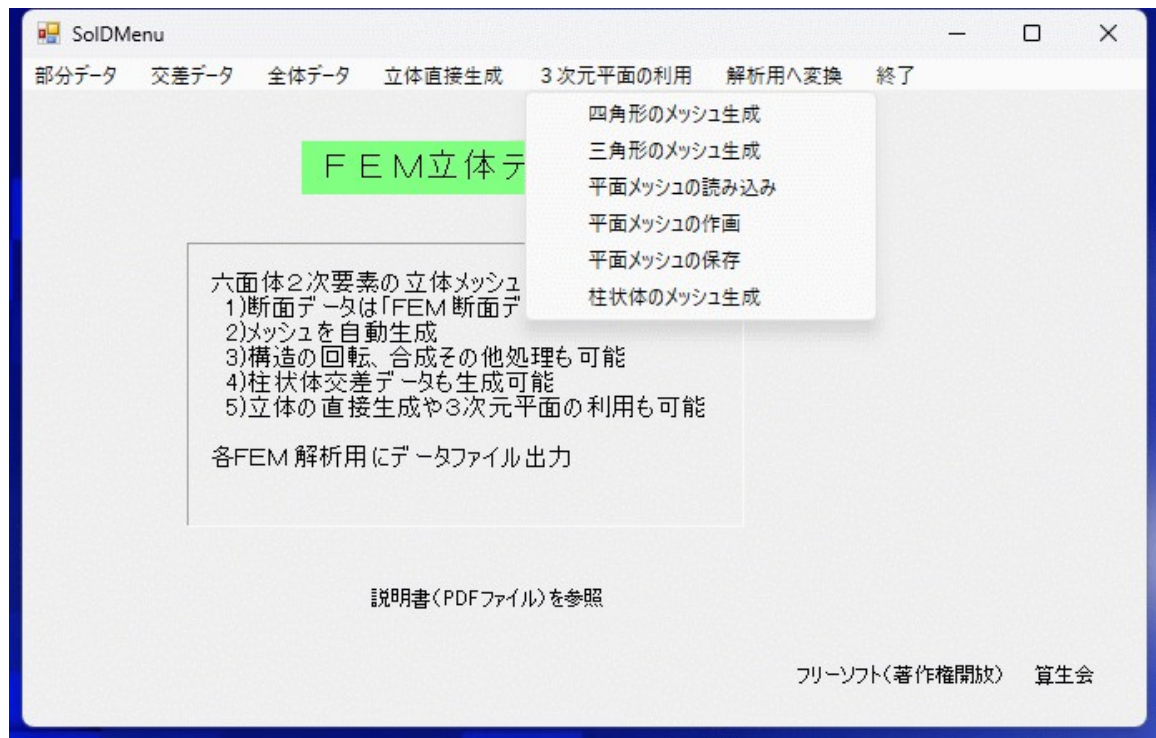 SolDMenu
部分データ 交差データ 全体データ 立体直接生成 3次元平面の利用 解析用へ変換 終了
四角形のメッシュ生成
三角形のメッシュ生成
平面メッシュの読み込み
平面メッシュの作画
平面メッシュの保存
柱状体のメッシュ生成
FEM立体デ
六面体2次要素の立体メッシュ
1)断面データは「FEM断面デ
2)メッシュを自動生成
3)構造の回転、合成その他処理も可能
4)柱状体交差データも生成可能
5)立体の直接生成や3次元平面の利用も可能
各FEM解析用にデータファイル出力
説明書(PDFファイル)を参照
フリーソフト(著作権開放) 算生会